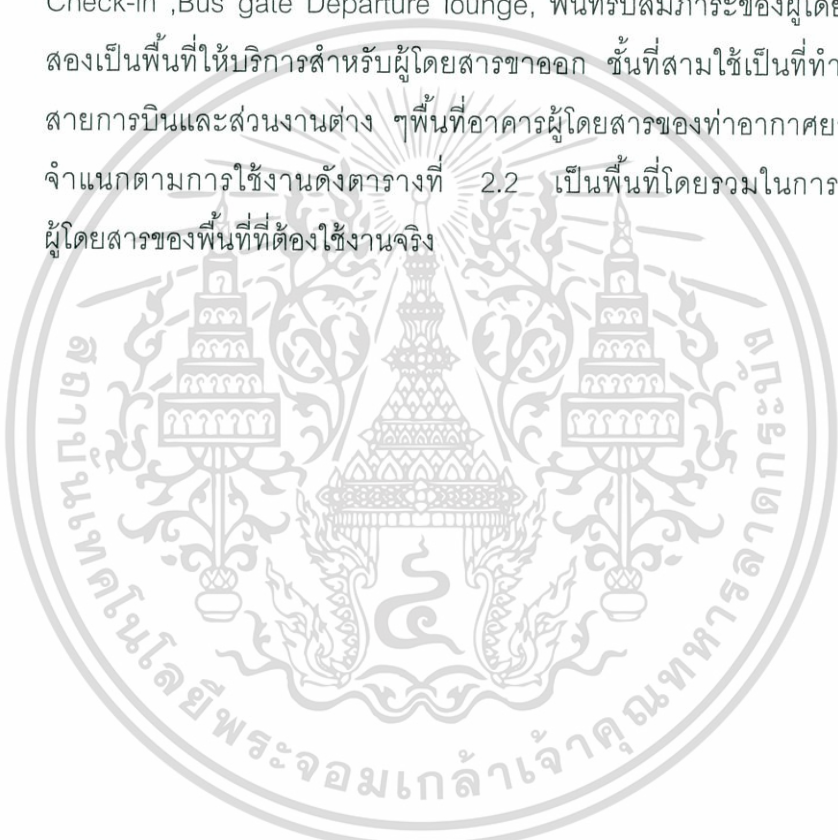 Check-in ,Bus gate Departure lounge, พื้นที่รับสัมภาระของผู้โดย
สองเป็นพื้นที่ให้บริการสำหรับผู้โดยสารขาออก ชั้นที่สามใช้เป็นที่ทำ
สายการบินและส่วนงานต่าง ๆพื้นที่อาคารผู้โดยสารของท่าอากาศย
จำแนกตามการใช้งานดังตารางที่ 2.2 เป็นพื้นที่โดยรวมในการ
ผู้โดยสารของพื้นที่ที่ต้องใช้งานจริง
สถาบันเทคโนโลยีพระจอมเกล้าเจ้าคุณทหารลาดกระบัง